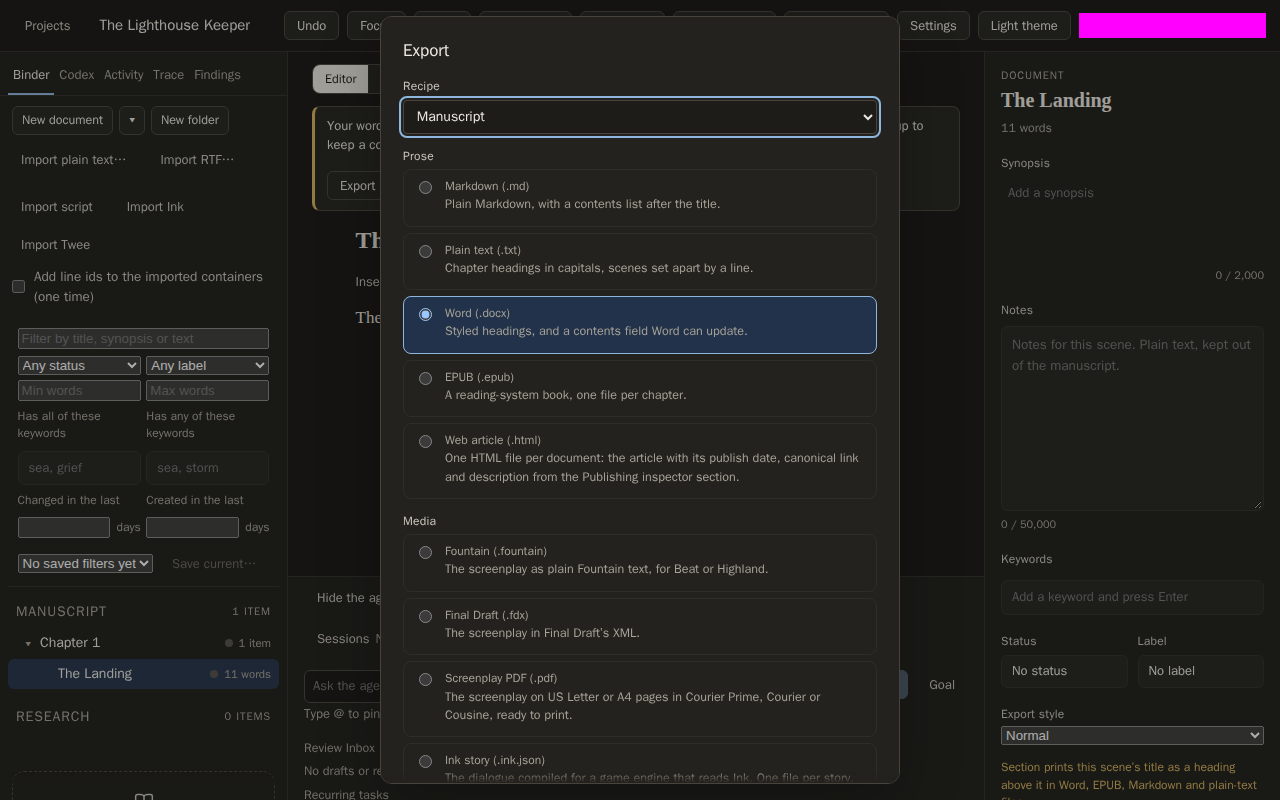 Projects
The Lighthouse Keeper
Undo
Settings
Light theme
Binder
Codex
Activity
Trace
Findings
New document
New folder
Import plain text…
Import RTF…
Import script
Import Ink
Import Twee
Add line ids to the imported containers
(one time)
Filter by title, synopsis or text
Any status
Any label
Min words
Max words
Has all of these
keywords
Has any of these
keywords
sea, grief
sea, storm
Changed in the last
Created in the last
days
days
No saved filters yet
Save current…
MANUSCRIPT
1 ITEM
Chapter 1
1 item
The Landing
11 words
RESEARCH
0 ITEMS
Editor
keep a
Export
Hide the
Sessions
Ask the
Type @ to
Review Inbox
No drafts or
Recurring tasks
Goal
Export
Recipe
Manuscript
Prose
Markdown (.md)
Plain Markdown, with a contents list after the title.
Plain text (.txt)
Chapter headings in capitals, scenes set apart by a line.
Word (.docx)
Styled headings, and a contents field Word can update.
EPUB (.epub)
A reading-system book, one file per chapter.
Web article (.html)
One HTML file per document: the article with its publish date, canonical link
and description from the Publishing inspector section.
Media
Fountain (.fountain)
The screenplay as plain Fountain text, for Beat or Highland.
Final Draft (.fdx)
The screenplay in Final Draft's XML.
Screenplay PDF (.pdf)
The screenplay on US Letter or A4 pages in Courier Prime, Courier or
Cousine, ready to print.
Ink story (.ink.json)
The dialogue compiled for a game engine that reads Ink. One file per story.
DOCUMENT
The Landing
11 words
Synopsis
Add a synopsis
0 / 2,000
Notes
Notes for this scene. Plain text, kept out
of the manuscript.
0 / 50,000
Keywords
Add a keyword and press Enter
Status
Label
No status
No label
Export style
Normal
Section prints this scene's title as a heading
above it in Word, EPUB, Markdown and plain-text